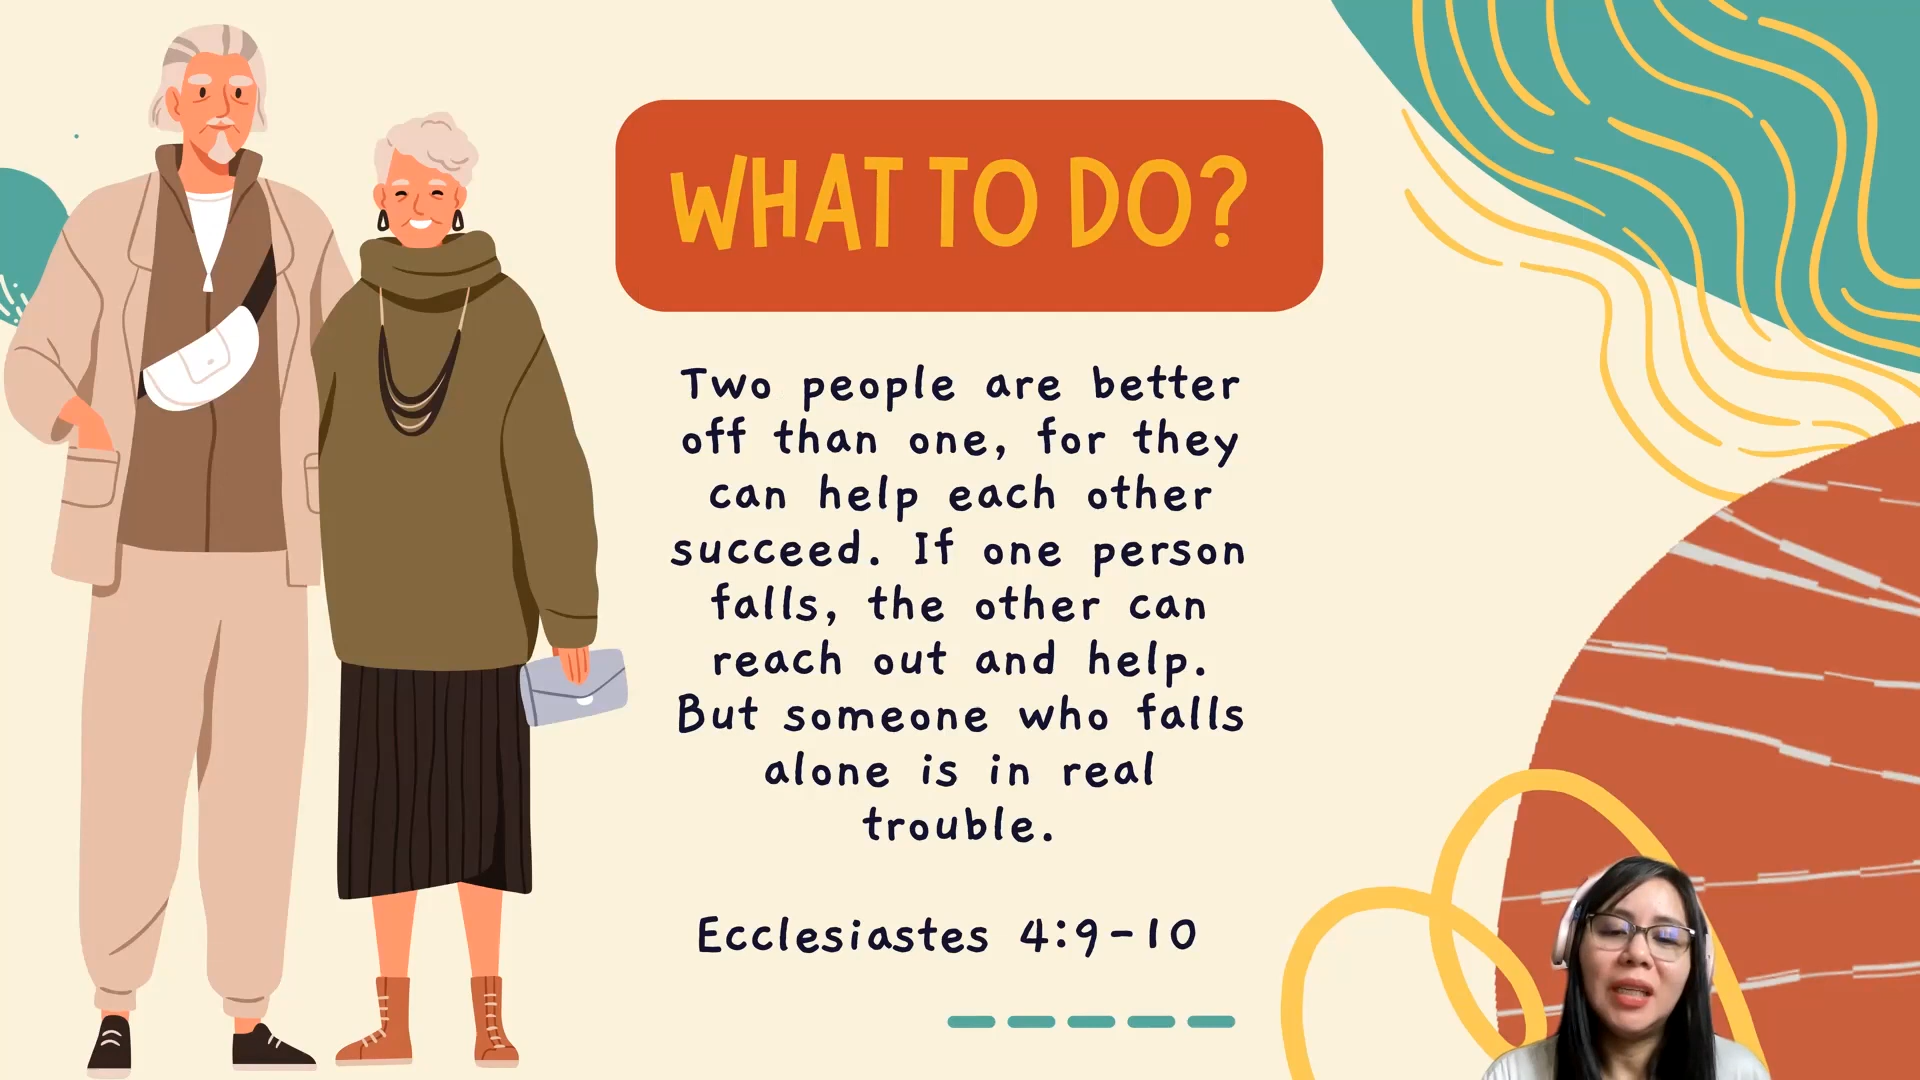 WHAT TO DO?
Two people are better
off than one, for they
can help each other
succeed. If one person
falls, the other can
reach out and help.
But someone who falls
alone is in real
trouble.
Ecclesiastes 4:9-10